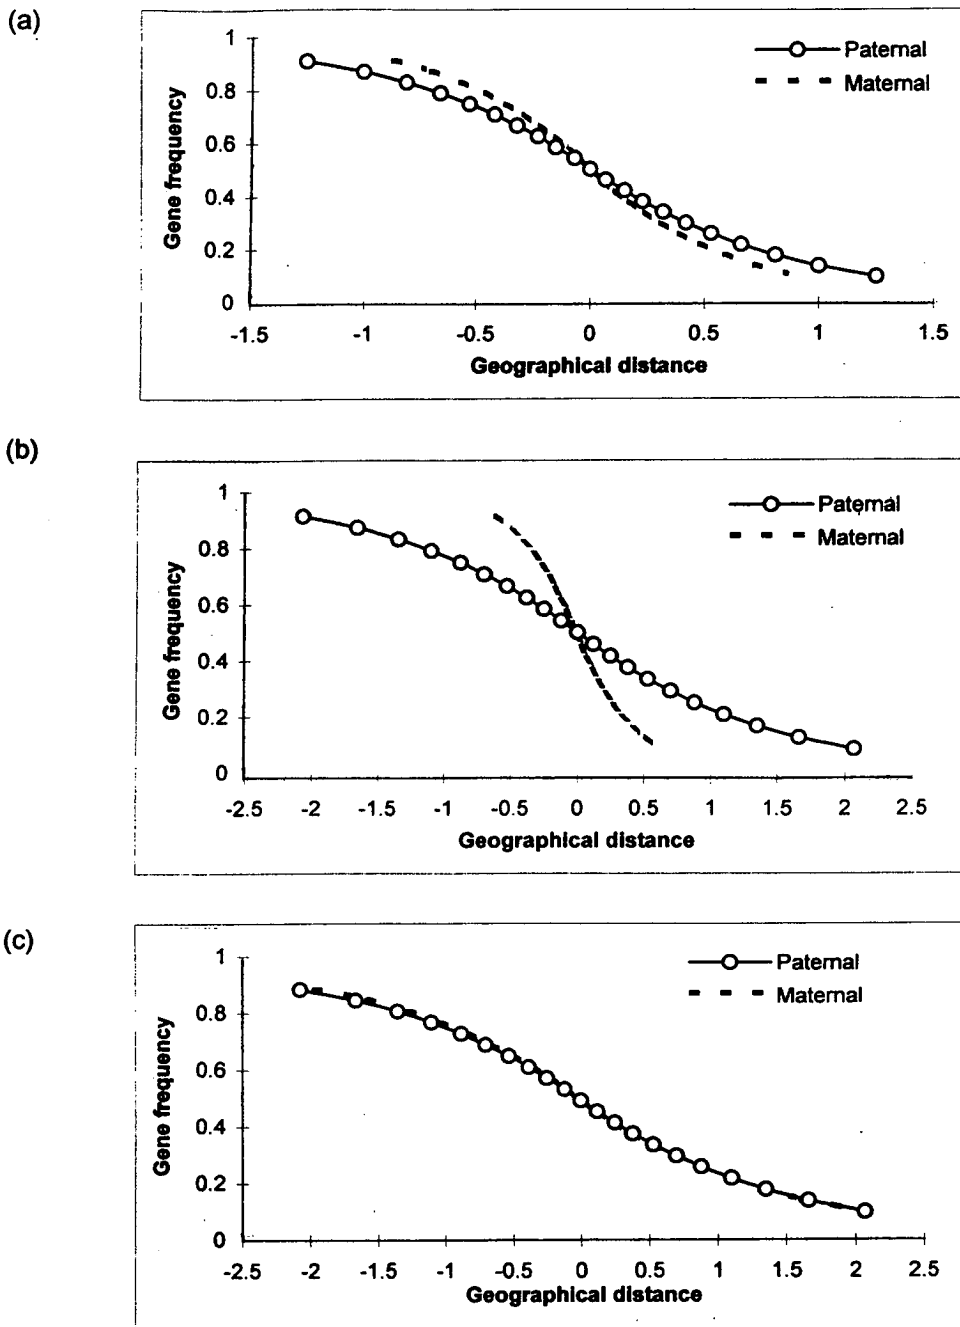 (a)
1
0.8
0.6
0.4
0.2
0
Gene frequency
Paternal
Maternal
-1.5 -1 -0.5 0 0.5 1 1.5
Geographical distance
(b)
1
0.8
0.6
0.4
0.2
0
Gene frequency
Paternal
Maternal
-2.5 -2 -1.5 -1 -0.5 0 0.5 1 1.5 2 2.5
Geographical distance
(c)
1
0.8
0.6
0.4
0.2
0
Gene frequency
Paternal
Maternal
-2.5 -2 -1.5 -1 -0.5 0 0.5 1 1.5 2 2.5
Geographical distance